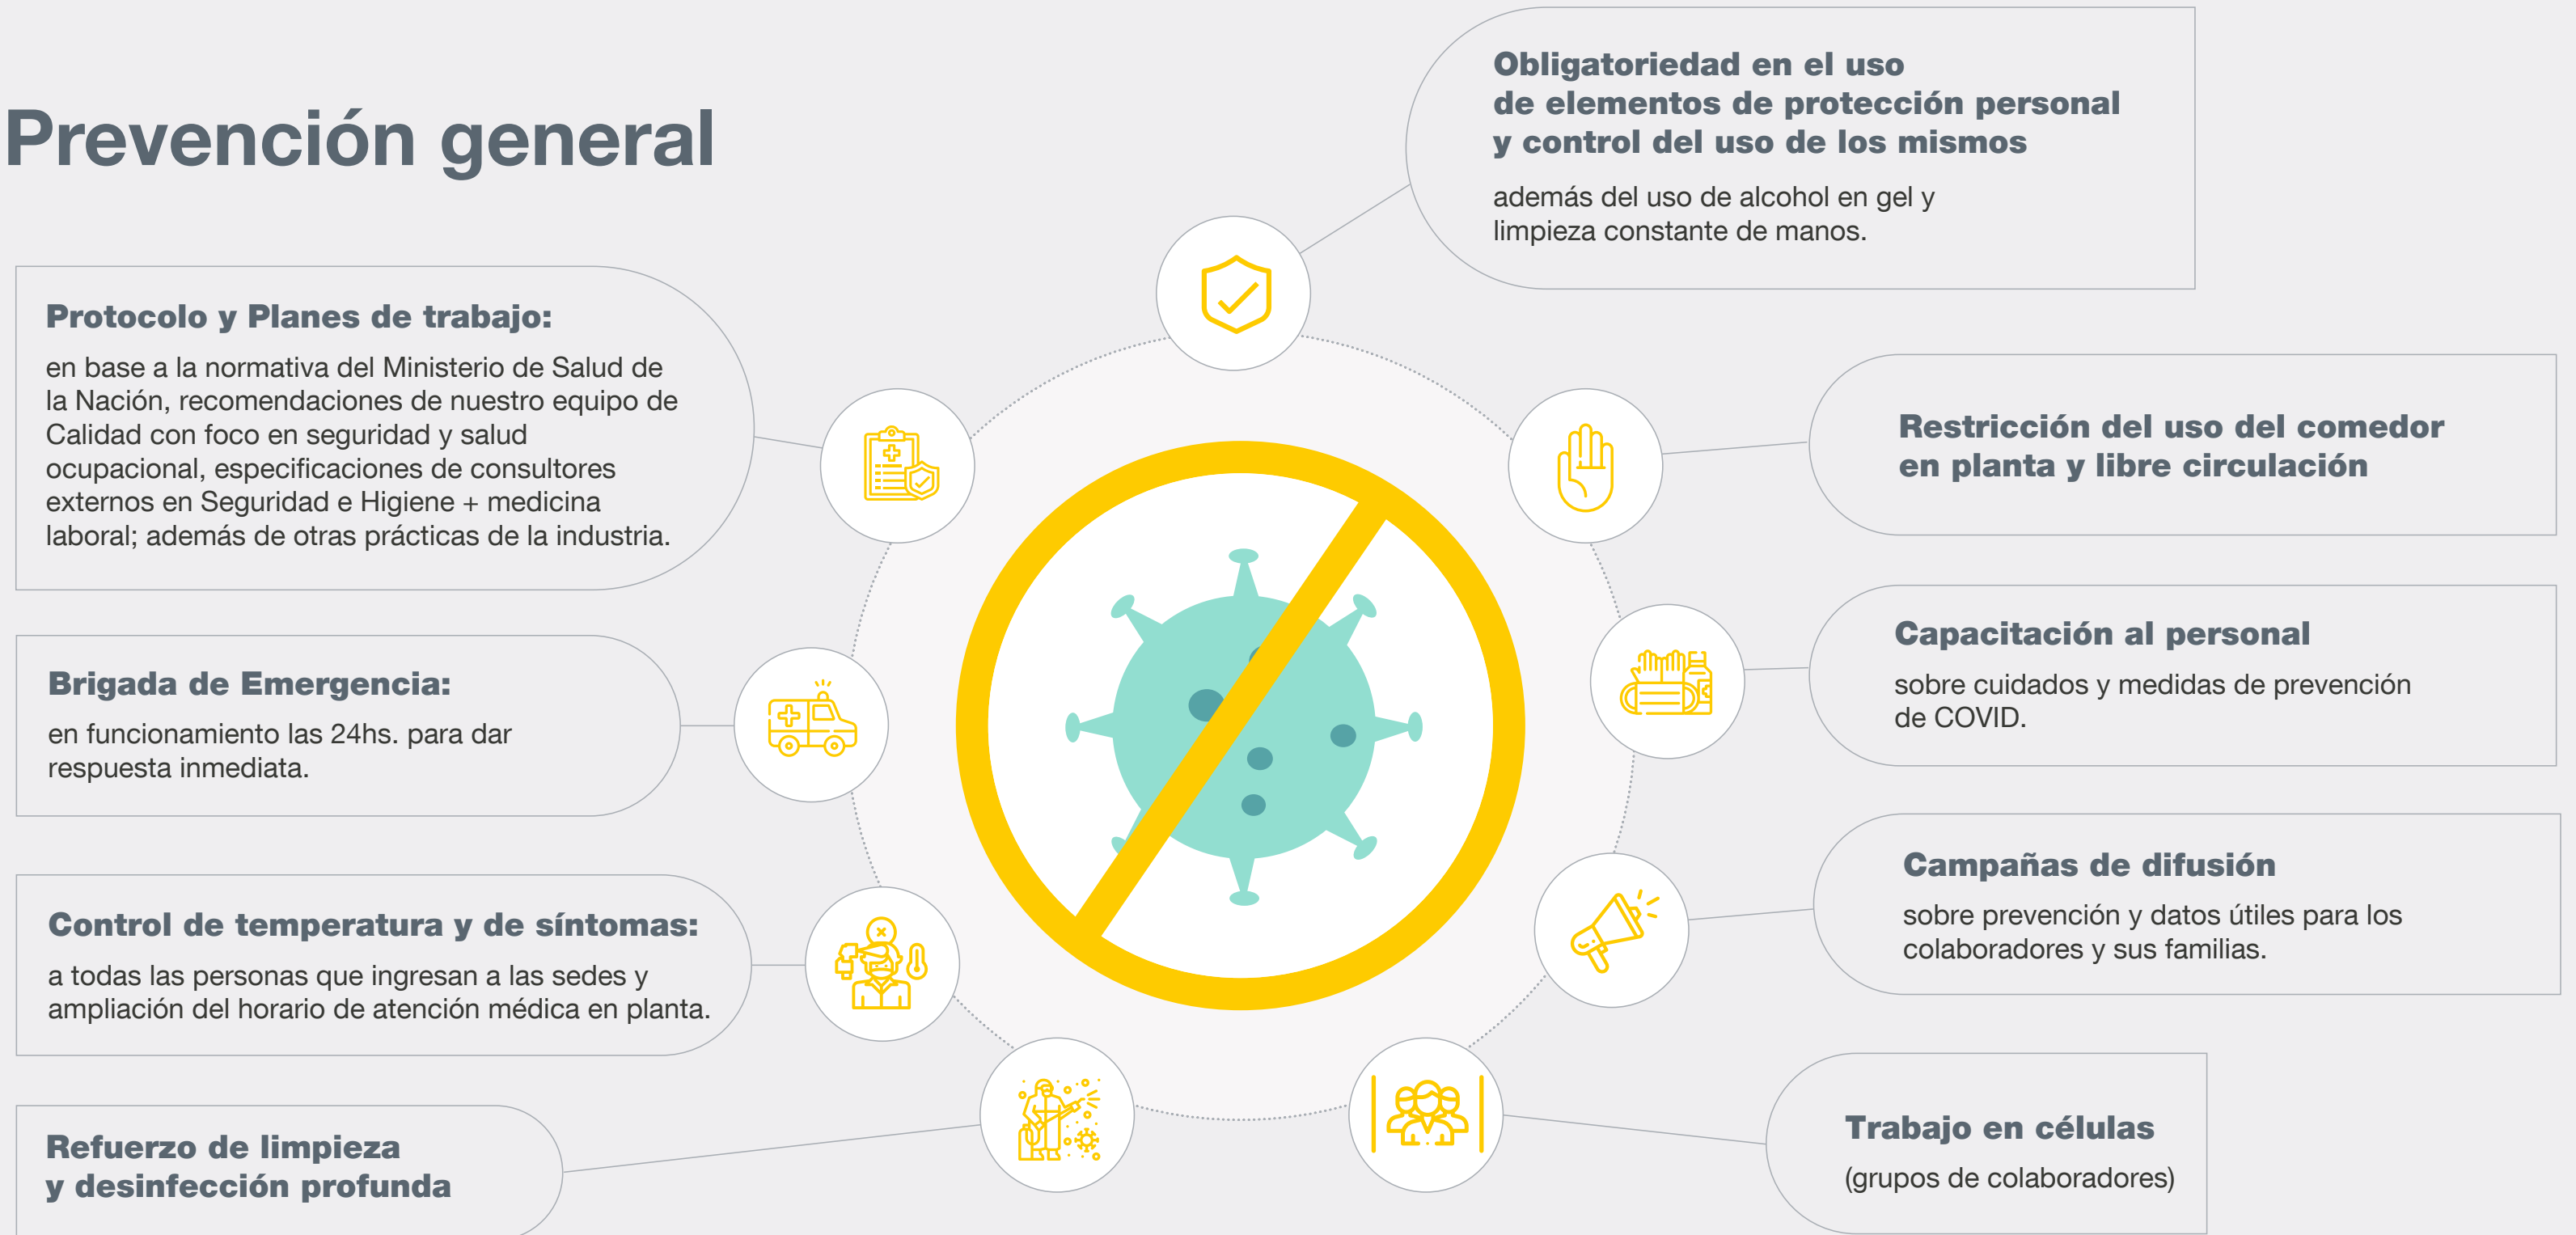 Prevención general
Protocolo y Planes de trabajo:
en base a la normativa del Ministerio de Salud de
la Nación, recomendaciones de nuestro equipo de
Calidad con foco en seguridad y salud
ocupacional, especificaciones de consultores
externos en Seguridad e Higiene + medicina
laboral; además de otras prácticas de la industria.
Brigada de Emergencia:
en funcionamiento las 24hs. para dar
respuesta inmediata.
Control de temperatura y de síntomas:
a todas las personas que ingresan a las sedes y
ampliación del horario de atención médica en planta.
Refuerzo de limpieza
y desinfección profunda
Obligatoriedad en el uso
de elementos de protección personal
y control del uso de los mismos
además del uso de alcohol en gel y
limpieza constante de manos.
Restricción del uso del comedor
en planta y libre circulación
Capacitación al personal
sobre cuidados y medidas de prevención
de COVID.
Campañas de difusión
sobre prevención y datos útiles para los
colaboradores y sus familias.
Trabajo en células
(grupos de colaboradores)